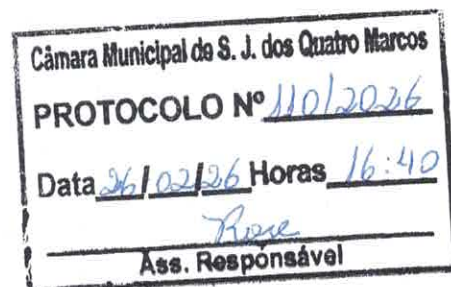 Câmara Municipal de S. J. dos Quatro Marcos
PROTOCOLO Nº 110/2026
Data 26/02/26 Horas 16:40
Rose
Ass. Responsável